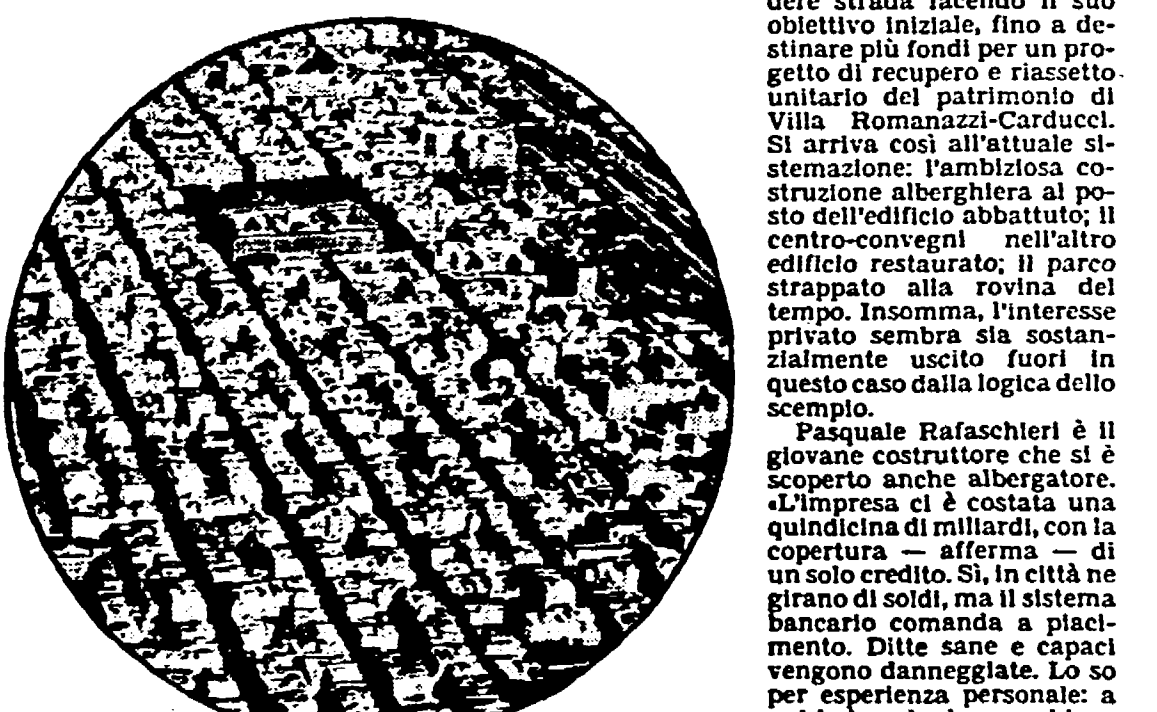 dere strada facendo il suo
obiettivo iniziale, fino a de-
stinare più fondi per un pro-
getto di recupero e riassetto
unitario del patrimonio di
Villa Romanazzi-Carducci.
Si arriva così all'attuale si-
stemazione: l'ambiziosa co-
struzione alberghiera al po-
sto dell'edificio abbattuto; il
centro-convegni nell'altro
edificio restaurato; il parco
strappato alla rovina del
tempo. Insomma, l'interesse
privato sembra sia sostan-
zialmente uscito fuori in
questo caso dalla logica dello
scempio.
Pasquale Rafaschieri è il
giovane costruttore che si è
scoperto anche albergatore.
«L'impresa ci è costata una
quindicina di miliardi, con la
copertura — afferma — di
un solo credito. Sì, in città ne
girano di soldi, ma il sistema
bancario comanda a piaci-
mento. Ditte sane e capaci
vengono danneggiate. Lo so
per esperienza personale: a